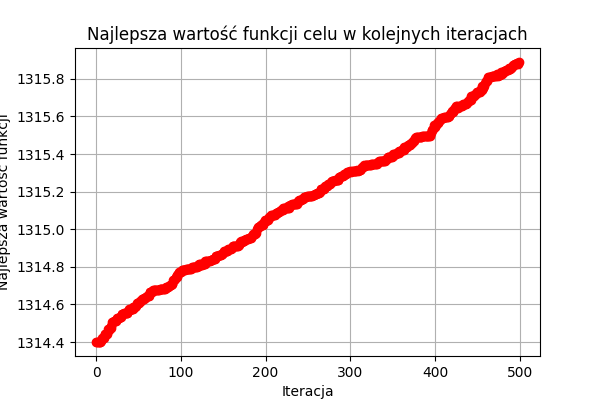 Najlepsza wartość funkcji celu w kolejnych iteracjach
Najlepsza wartość funkcji
1315.8
1315.6
1315.4
1315.2
1315.0
1314.8
1314.6
1314.4
0 100 200 300 400 500
Iteracja